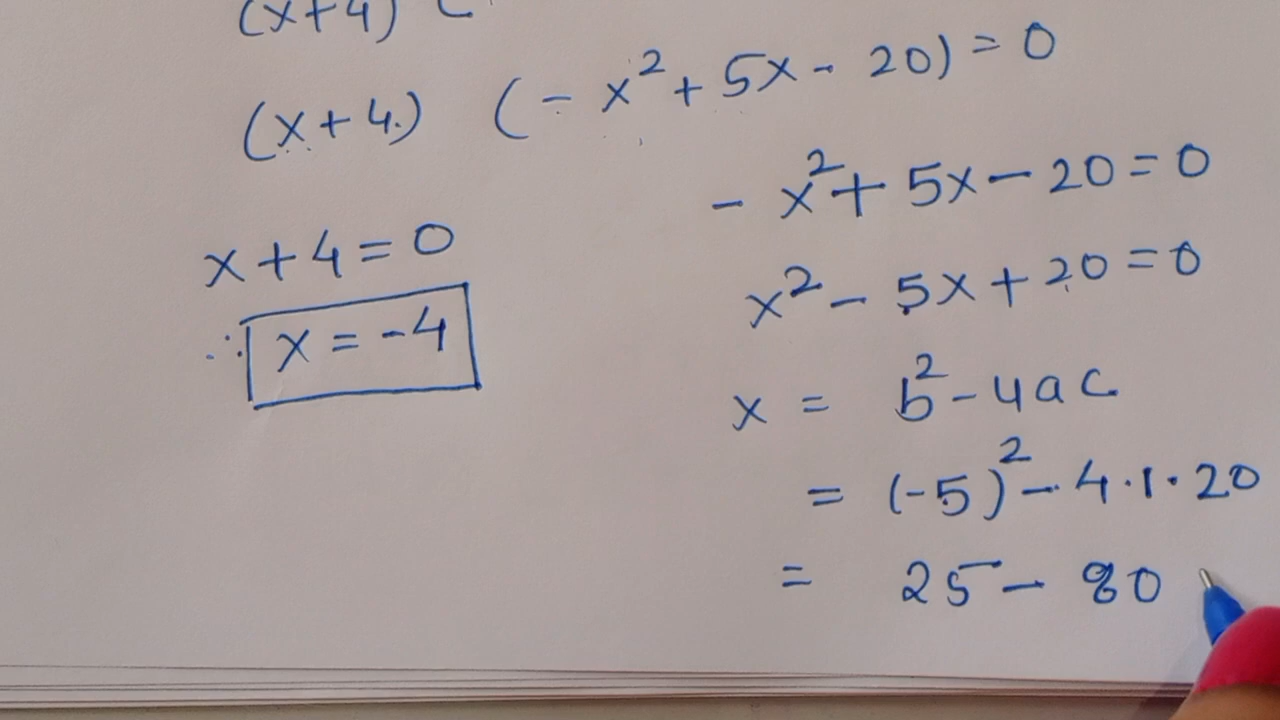 (x+4) (
(x+4) (-x²+5x-20)=0
-x²+5x-20=0
x+4=0
x²-5x+20=0
∴ x=-4
x = b²-4ac
= (-5)²-4·1·20
= 25-80